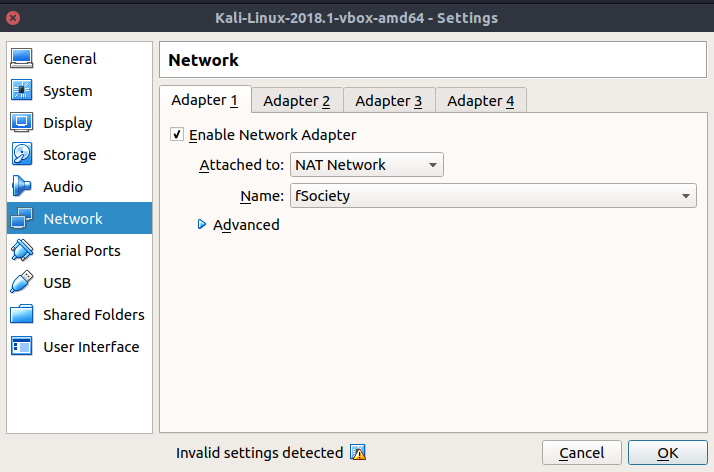 Kali-Linux-2018.1-vbox-amd64 - Settings
General
System
Display
Storage
Audio
Network
Serial Ports
USB
Shared Folders
User Interface
Network
Adapter 1 Adapter 2 Adapter 3 Adapter 4
Enable Network Adapter
Attached to: NAT Network
Name: fSociety
Advanced
Invalid settings detected
Cancel OK